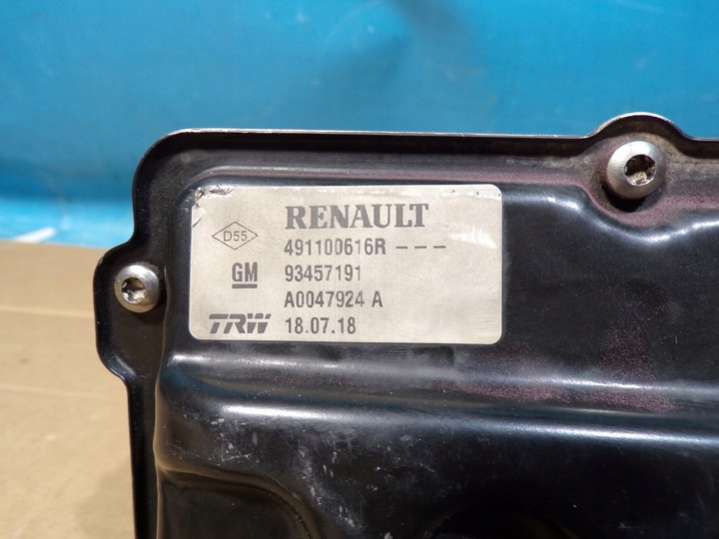 RENAULT
D55 491100616R ---
GM 93457191
A0047924 A
TRW 18.07.18